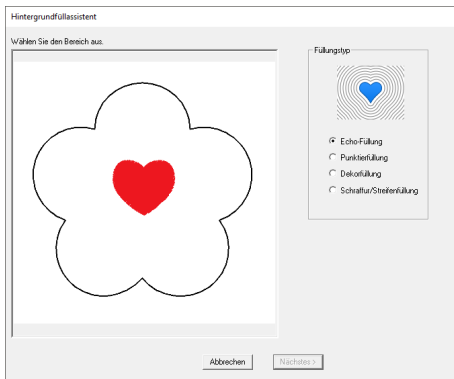 Hintergrundfüllassistent
Wählen Sie den Bereich aus.
Füllungstyp
Echo-Füllung
Punktierfüllung
Dekorfüllung
Schraffur/Streifenfüllung
Abbrechen
Nächstes >